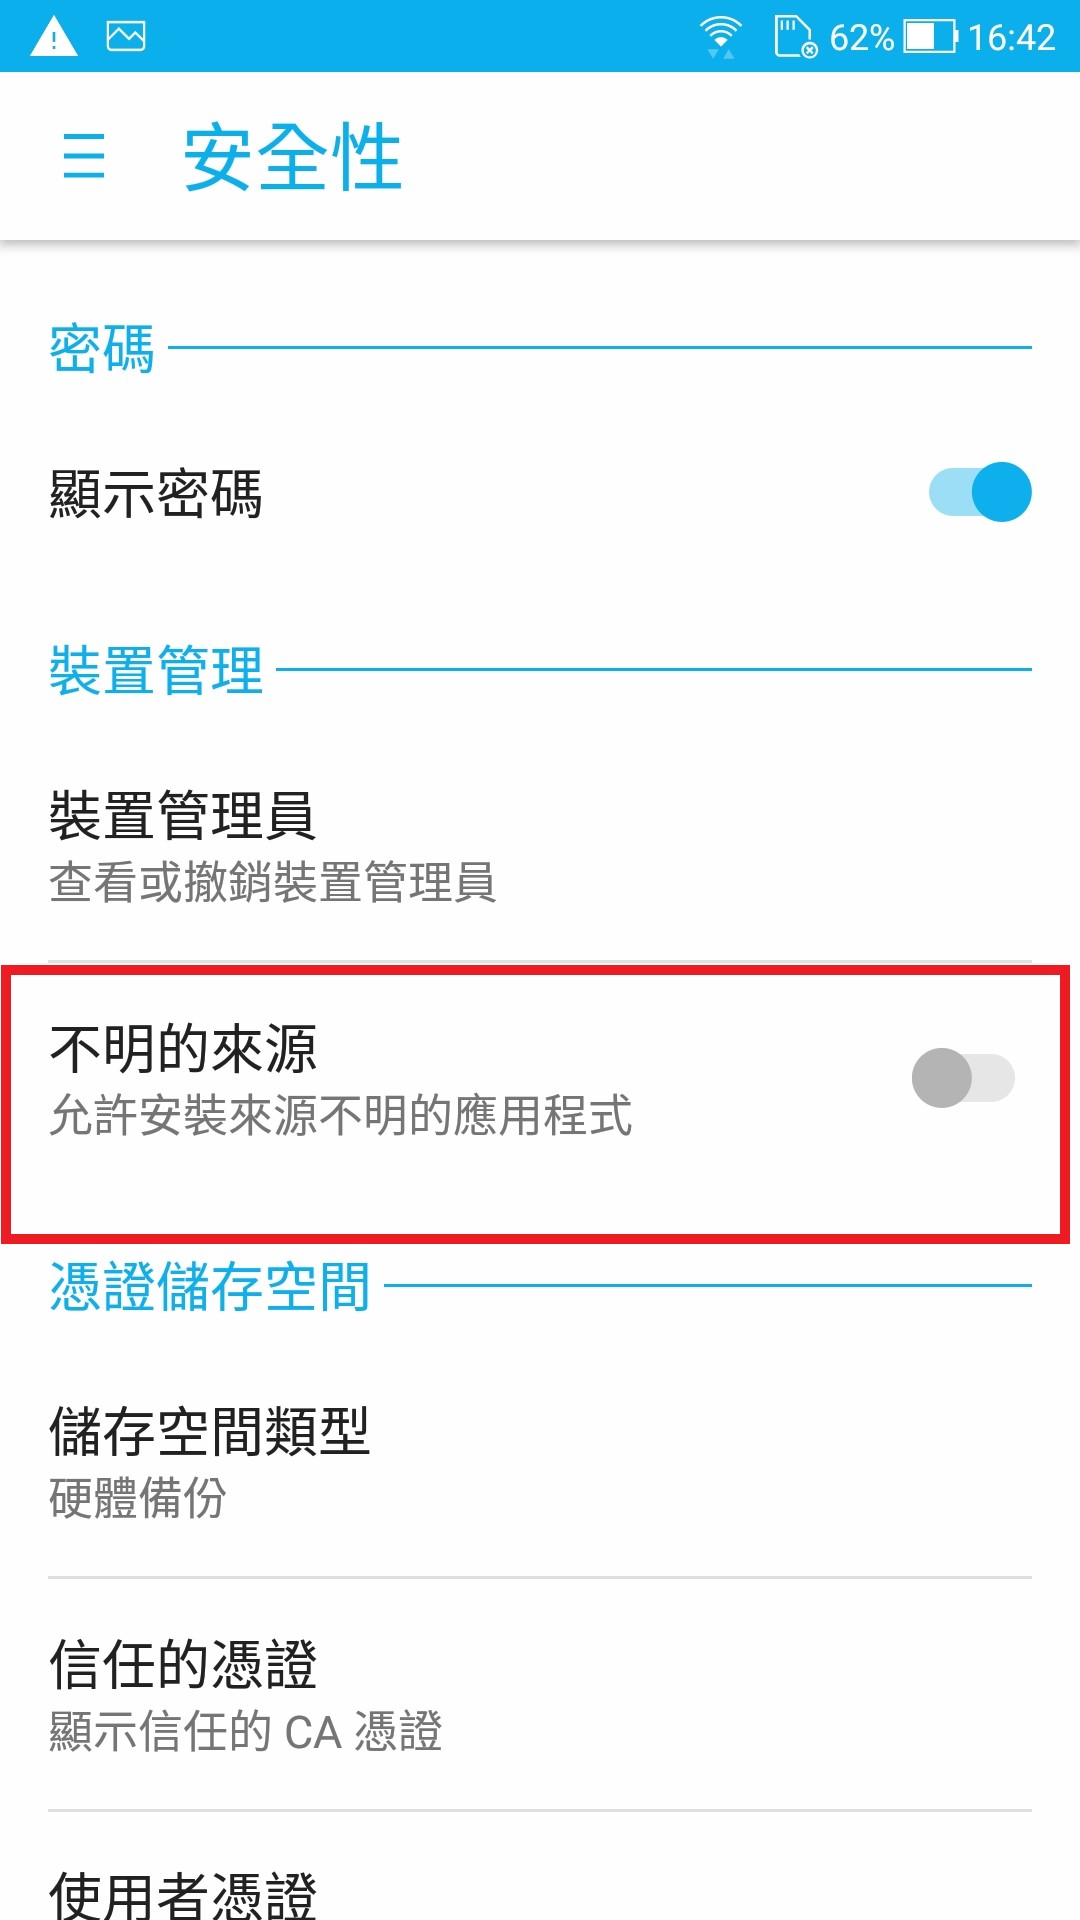 62% 16:42
安全性
密碼
顯示密碼
裝置管理
裝置管理員
查看或撤銷裝置管理員
不明的來源
允許安裝來源不明的應用程式
憑證儲存空間
儲存空間類型
硬體備份
信任的憑證
顯示信任的 CA 憑證
使用者憑證